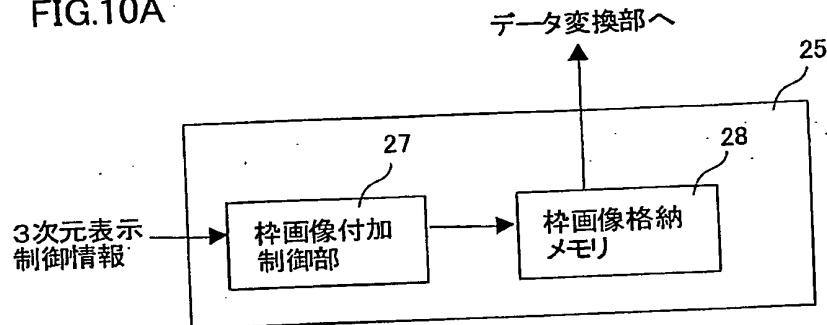 FIG.10A
データ変換部へ
25
27
28
3次元表示
制御情報
枠画像付加
制御部
枠画像格納
メモリ